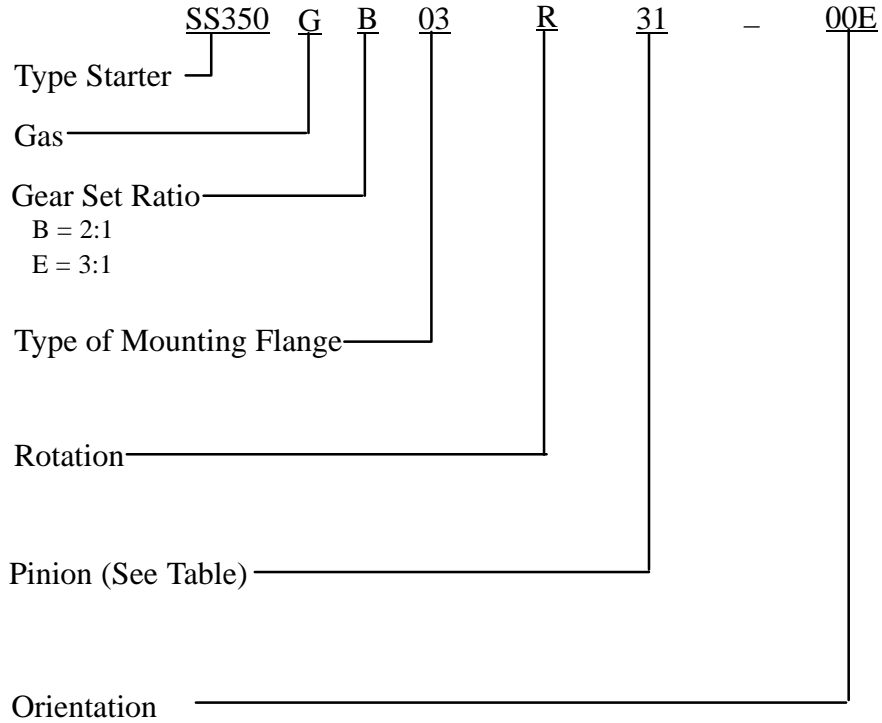 SS350 G B 03 R 31 – 00E
Type Starter
Gas
Gear Set Ratio
B = 2:1
E = 3:1
Type of Mounting Flange
Rotation
Pinion (See Table)
Orientation